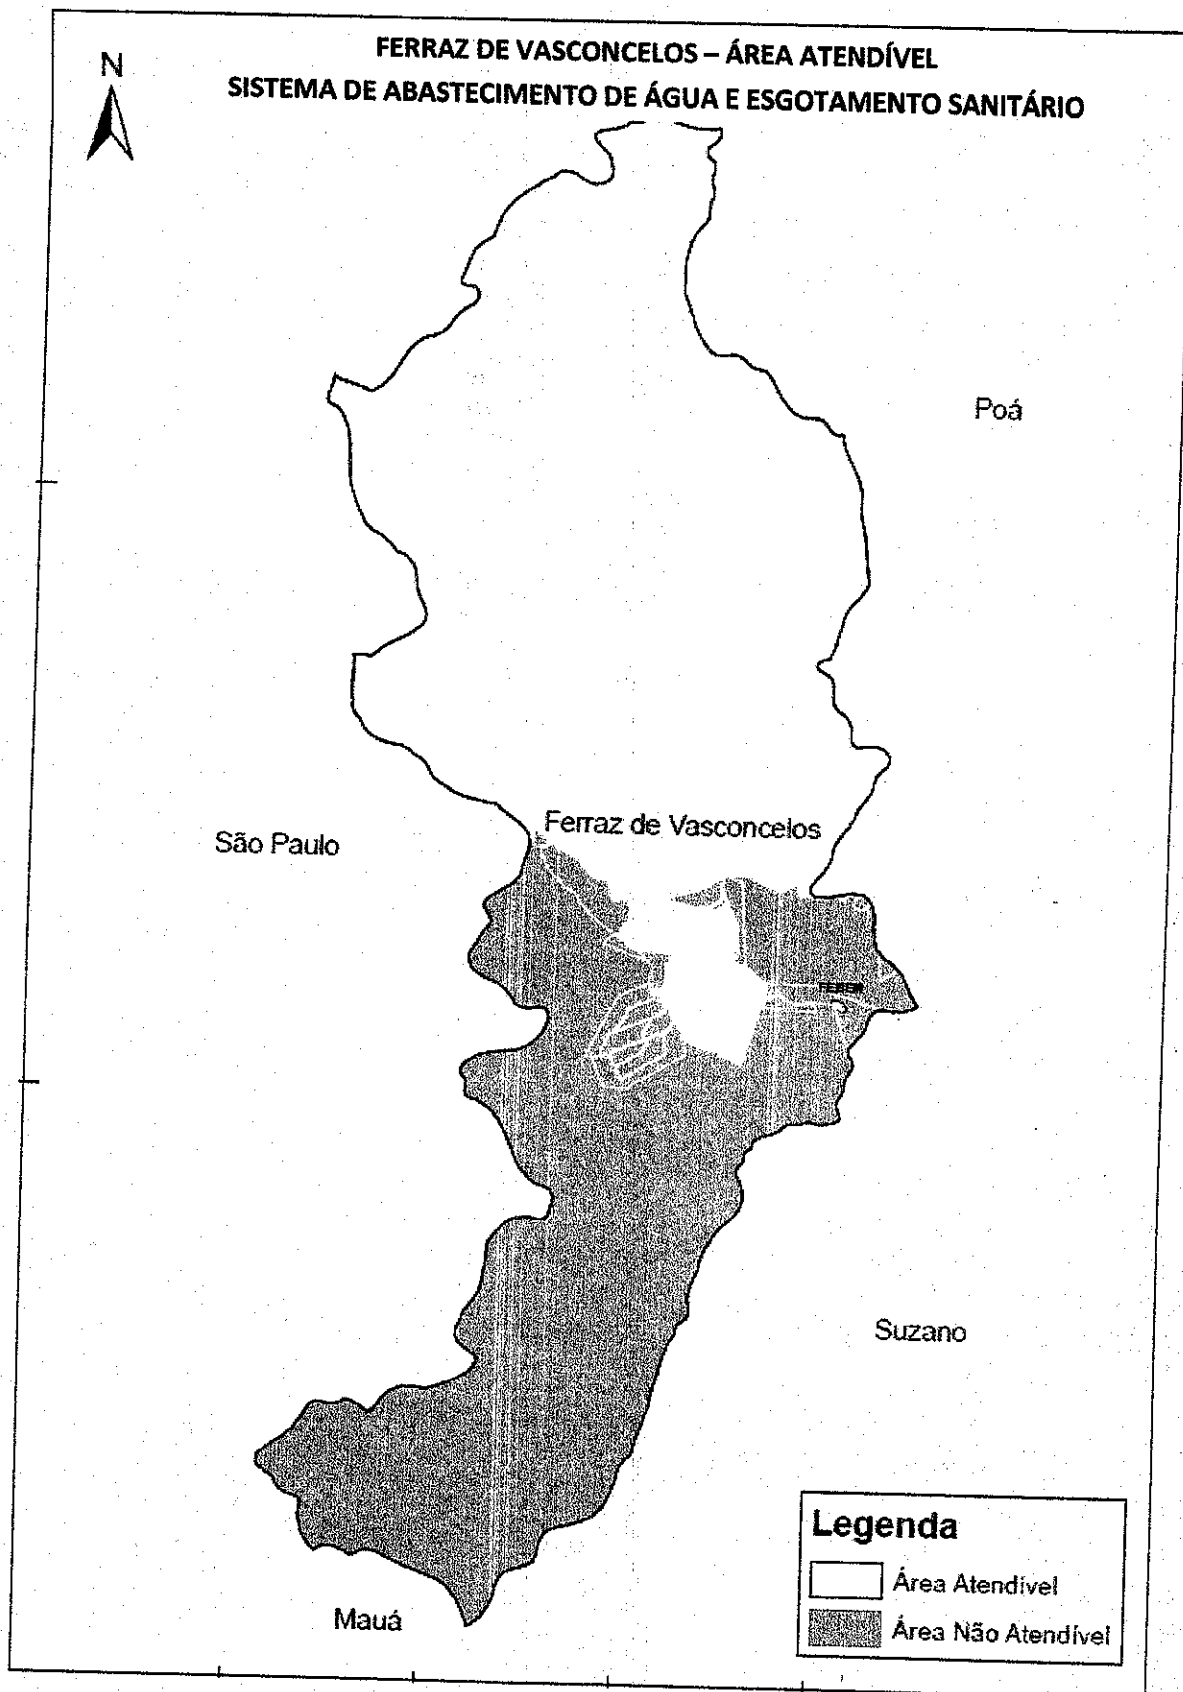 FERRAZ DE VASCONCELOS – ÁREA ATENDÍVEL
SISTEMA DE ABASTECIMENTO DE ÁGUA E ESGOTAMENTO SANITÁRIO
N
Poá
Ferraz de Vasconcelos
São Paulo
FEBEM
Suzano
Mauá
Legenda
Área Atendível
Área Não Atendível